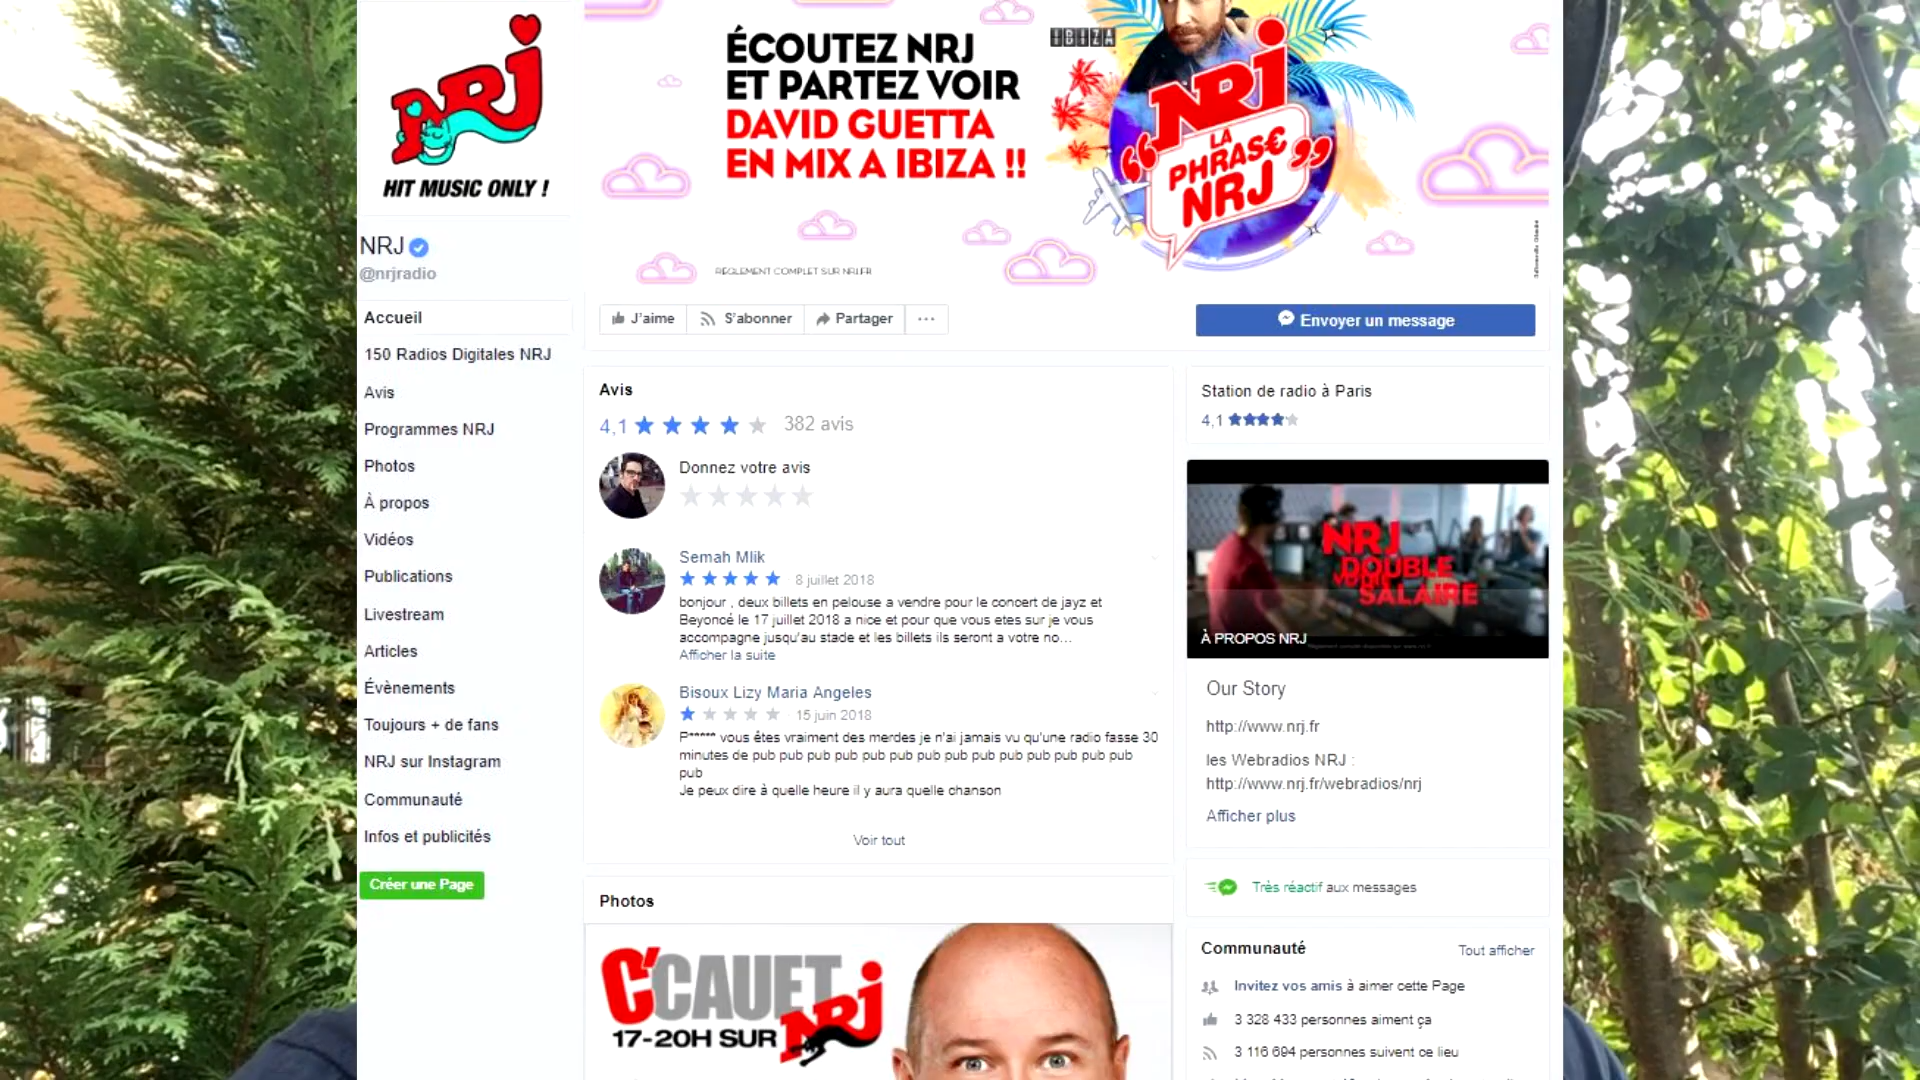 NRJ
HIT MUSIC ONLY !
NRJ
@nrjradio
Accueil
150 Radios Digitales NRJ
Avis
Programmes NRJ
Photos
À propos
Vidéos
Publications
Livestream
Articles
Évènements
Toujours + de fans
NRJ sur Instagram
Communauté
Infos et publicités
Créer une Page
ÉCOUTEZ NRJ
ET PARTEZ VOIR
DAVID GUETTA
EN MIX A IBIZA !!
IBIZA
NRJ
“LA
PHRAS€
NRJ”
RÈGLEMENT COMPLET SUR NRJ.FR
J’aime
S’abonner
Partager
...
Envoyer un message
Avis
4,1 382 avis
Donnez votre avis
Semah Mlik
8 juillet 2018
bonjour , deux billets en pelouse a vendre pour le concert de jayz et
Beyoncé le 17 juillet 2018 a nice et pour que vous etes sur je vous
accompagne jusqu'au stade et les billets ils seront a votre no...
Afficher la suite
Bisoux Lizy Maria Angeles
15 juin 2018
P***** vous êtes vraiment des merdes je n'ai jamais vu qu'une radio fasse 30
minutes de pub pub pub pub pub pub pub pub pub pub pub pub pub
pub
Je peux dire à quelle heure il y aura quelle chanson
Voir tout
Photos
C'CAUET
17-20H SUR NRJ
Station de radio à Paris
4,1
NRJ
DOUBLE
VOTRE
SALAIRE
À PROPOS NRJ
Our Story
http://www.nrj.fr
les Webradios NRJ :
http://www.nrj.fr/webradios/nrj
Afficher plus
Très réactif aux messages
Communauté
Tout afficher
Invitez vos amis à aimer cette Page
3 328 433 personnes aiment ça
3 116 694 personnes suivent ce lieu